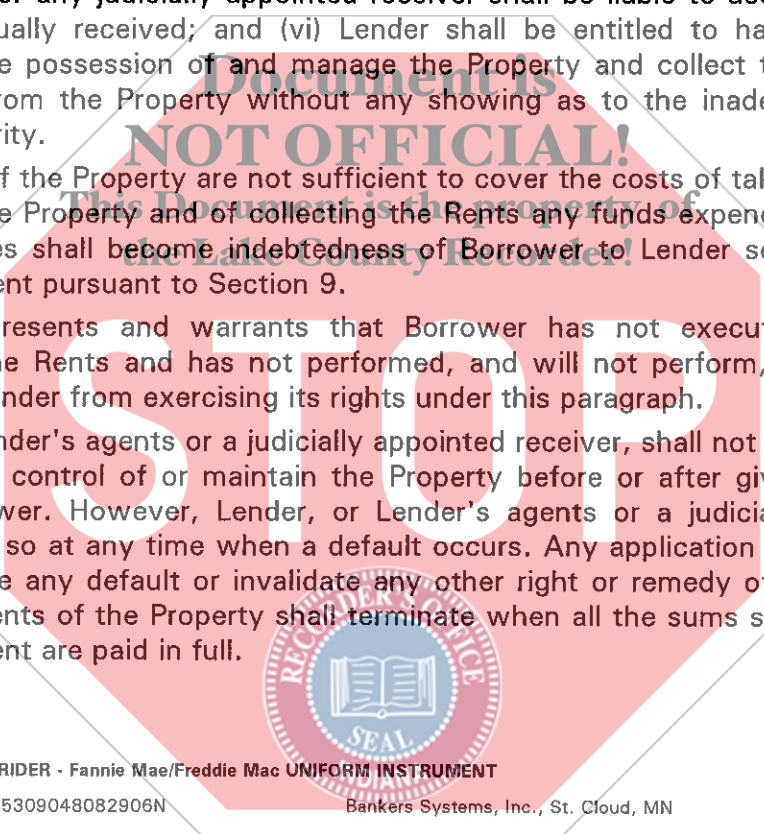 any judicially appointed receiver shall be liable to
ually received; and (vi) Lender shall be entitled to ha
e possession of and manage the Property and collect t
rom the Property without any showing as to the inade
rity.
f the Property are not sufficient to cover the costs of tal
e Property and of collecting the Rents any funds expen
es shall become indebtedness of Borrower to Lender s
ent pursuant to Section 9.
resents and warrants that Borrower has not execu
ne Rents and has not performed, and will not perform,
nder from exercising its rights under this paragraph.
nder's agents or a judicially appointed receiver, shall not
control of or maintain the Property before or after gi
wer. However, Lender, or Lender's agents or a judicia
so at any time when a default occurs. Any application
e any default or invalidate any other right or remedy o
ents of the Property shall terminate when all the sums s
ent are paid in full.
RIDER - Fannie Mae/Freddie Mac UNIFORM INSTRUMENT
5309048082906N Bankers Systems, Inc., St. Cloud, MN
Document is
NOT OFFICIAL!
This Document is the property of
the Lake County Recorder!
STOP
RECORDER'S OFFICE
SEAL
INDIANA